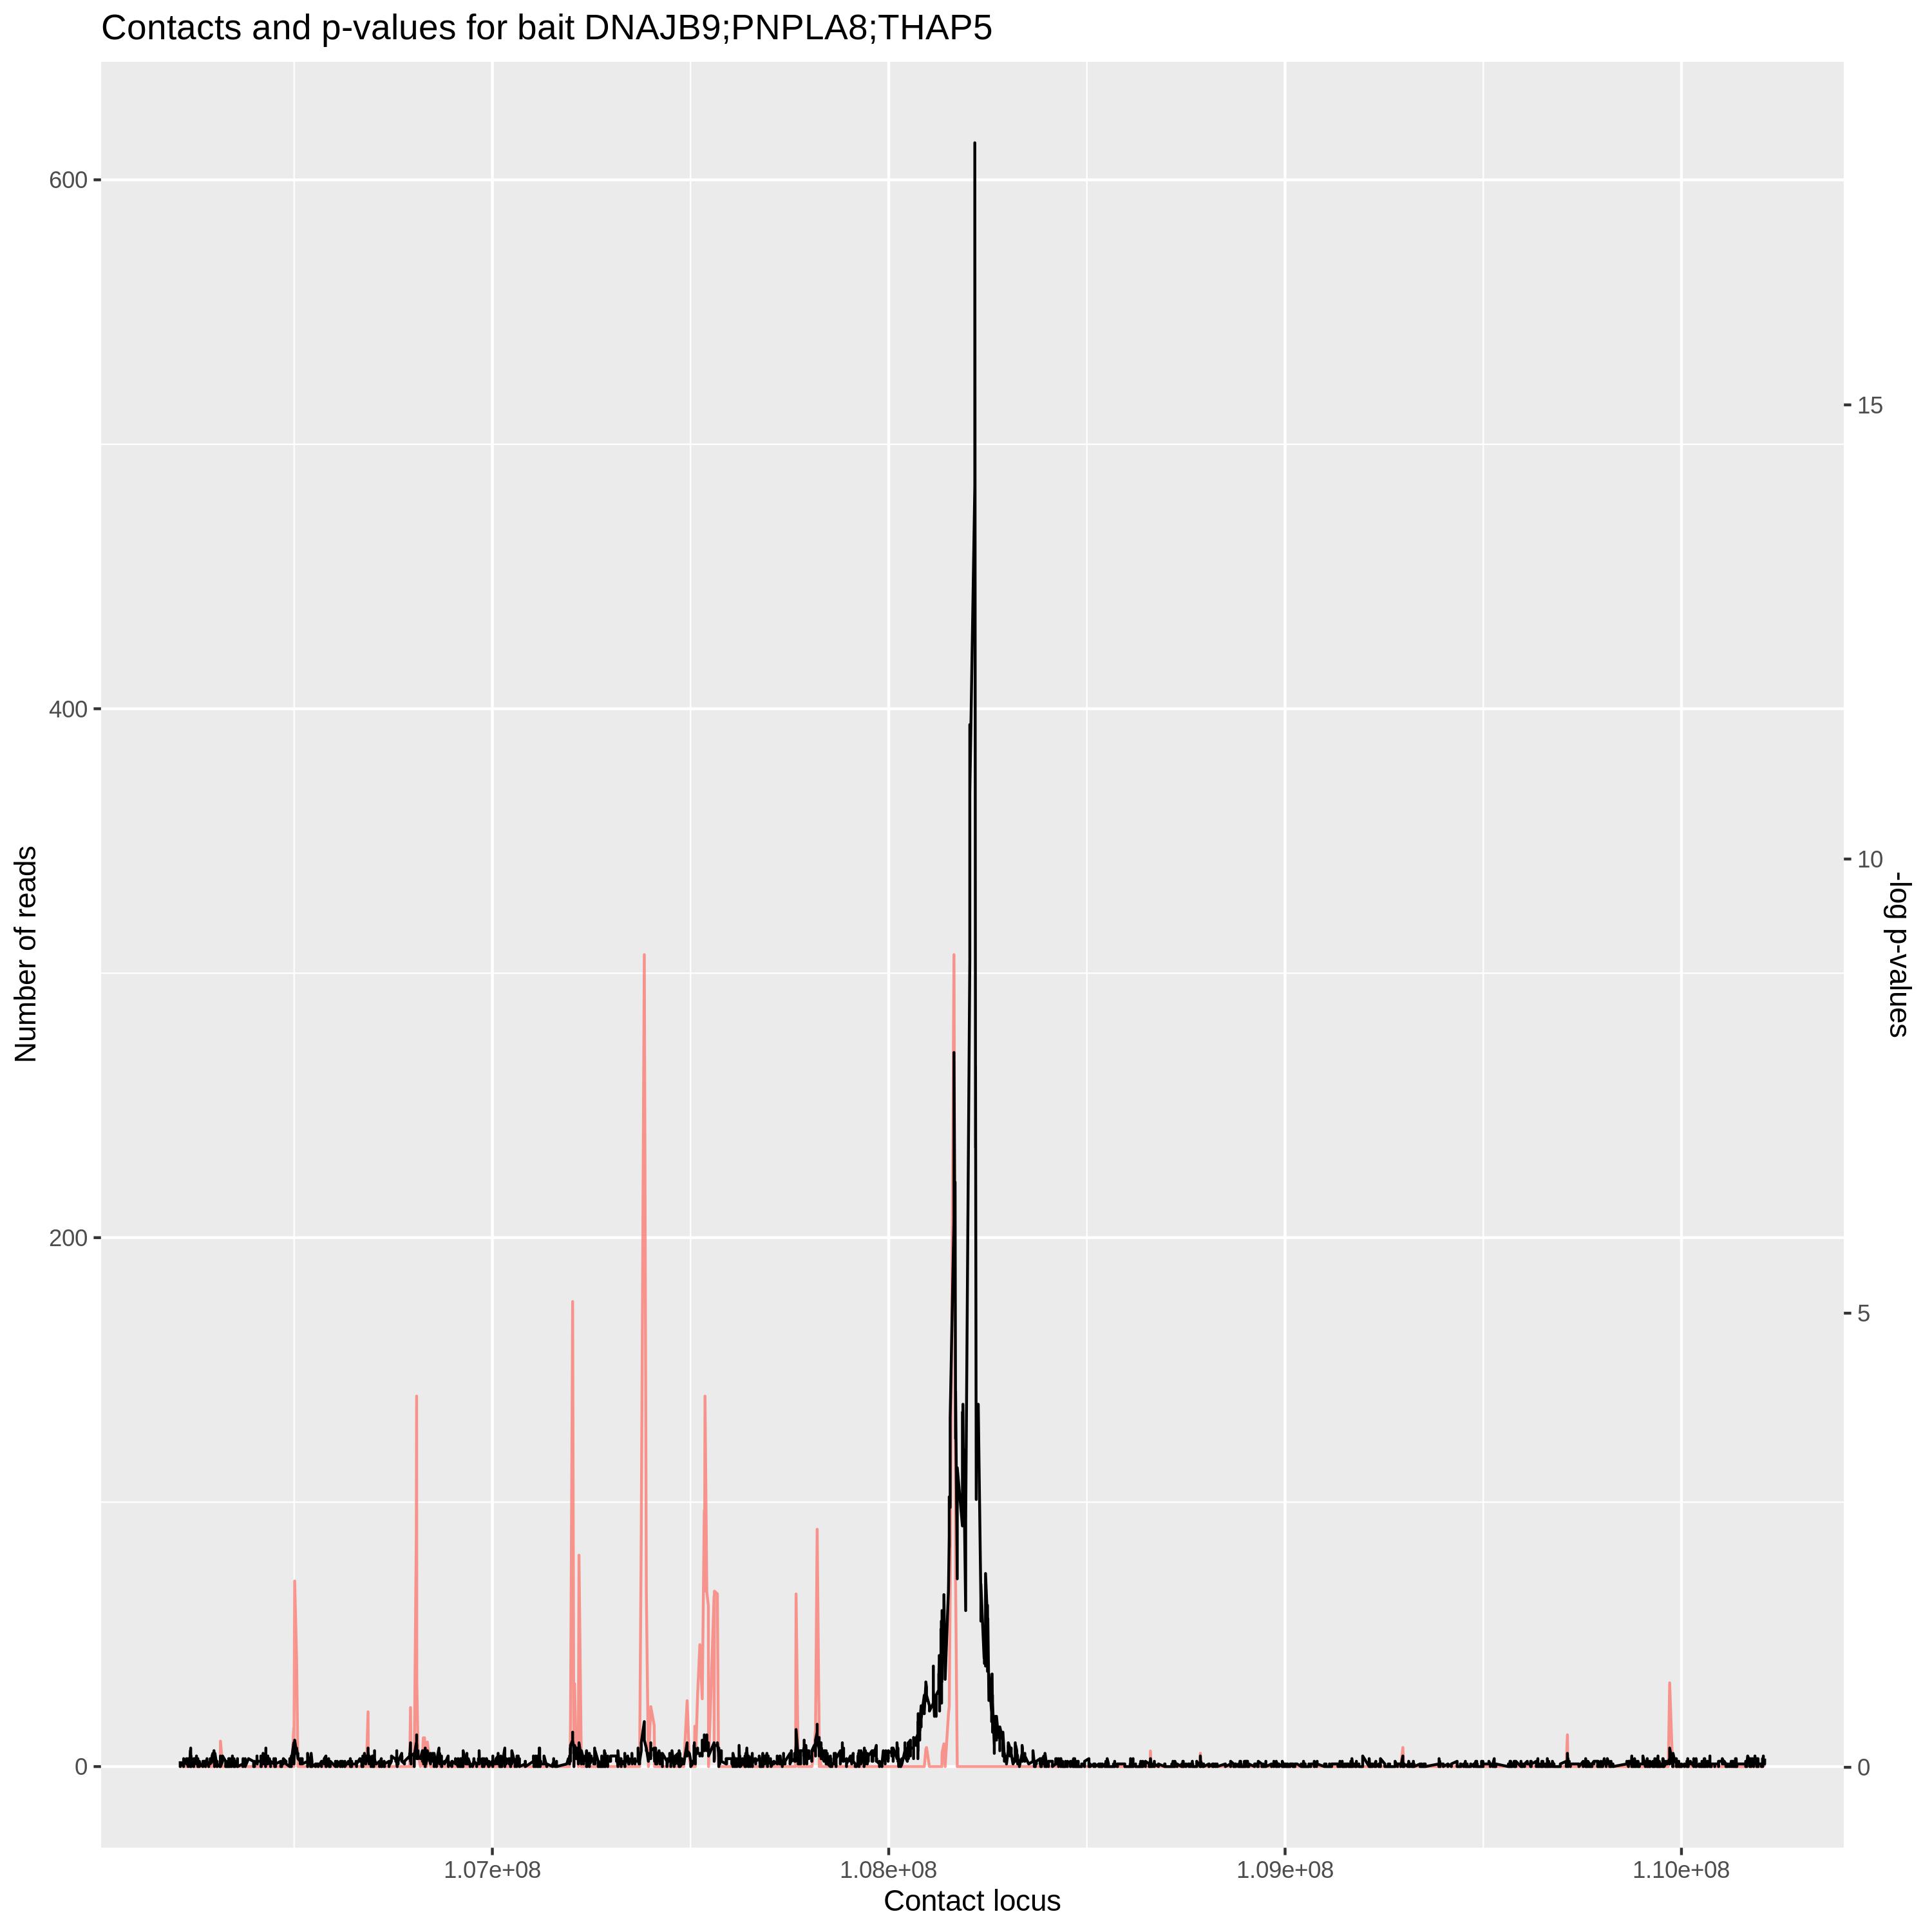 Contacts and p-values for bait DNAJB9;PNPLA8;THAP5
600
400
200
0
Number of reads
15
10
5
0
-log p-values
1.07e+08
1.08e+08
1.09e+08
1.10e+08
Contact locus